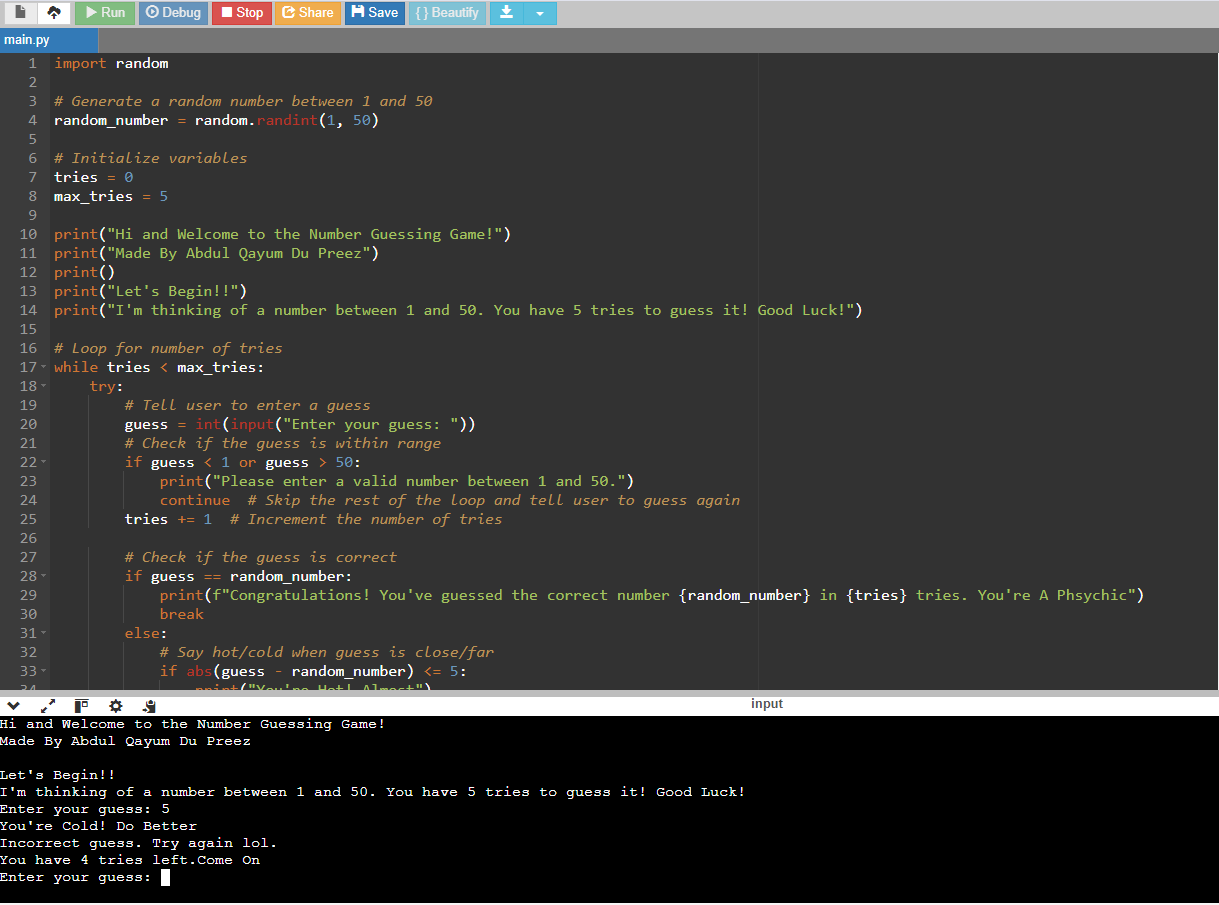 Run Debug Stop Share Save { } Beautify
main.py
1 import random
2
3 # Generate a random number between 1 and 50
4 random_number = random.randint(1, 50)
5
6 # Initialize variables
7 tries = 0
8 max_tries = 5
9
10 print("Hi and Welcome to the Number Guessing Game!")
11 print("Made By Abdul Qayum Du Preez")
12 print()
13 print("Let's Begin!!")
14 print("I'm thinking of a number between 1 and 50. You have 5 tries to guess it! Good Luck!")
15
16 # Loop for number of tries
17 while tries < max_tries:
18     try:
19         # Tell user to enter a guess
20         guess = int(input("Enter your guess: "))
21         # Check if the guess is within range
22         if guess < 1 or guess > 50:
23             print("Please enter a valid number between 1 and 50.")
24             continue  # Skip the rest of the loop and tell user to guess again
25         tries += 1  # Increment the number of tries
26
27         # Check if the guess is correct
28         if guess == random_number:
29             print(f"Congratulations! You've guessed the correct number {random_number} in {tries} tries. You're A Phsychic")
30             break
31         else:
32             # Say hot/cold when guess is close/far
33             if abs(guess - random_number) <= 5:
34                 print("You're Hot! Almost")
input
Hi and Welcome to the Number Guessing Game!
Made By Abdul Qayum Du Preez

Let's Begin!!
I'm thinking of a number between 1 and 50. You have 5 tries to guess it! Good Luck!
Enter your guess: 5
You're Cold! Do Better
Incorrect guess. Try again lol.
You have 4 tries left.Come On
Enter your guess: